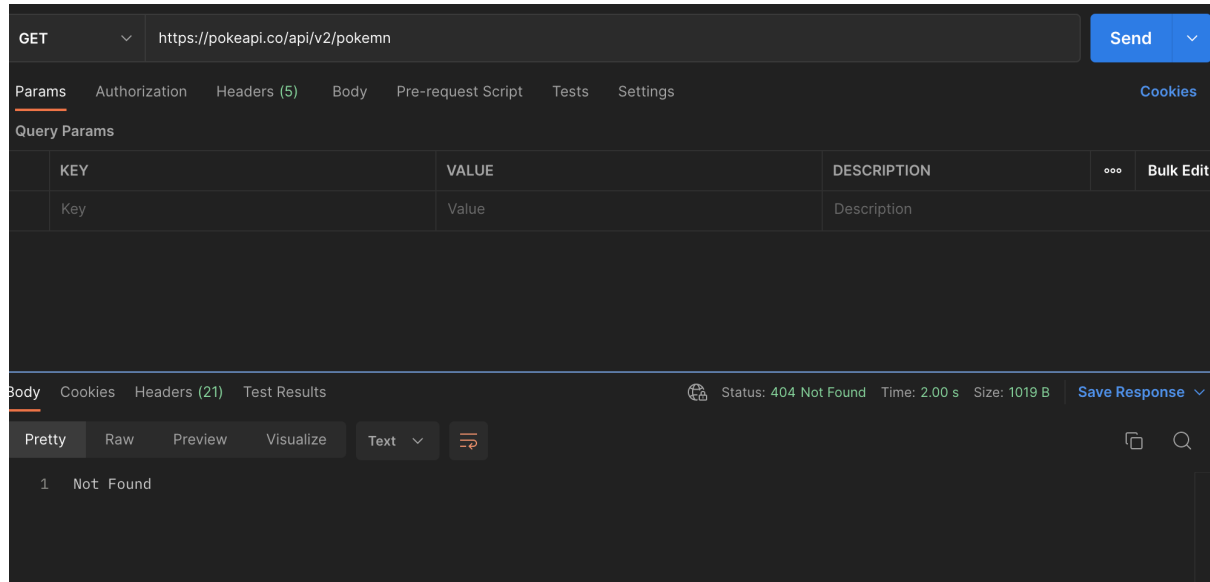 GET https://pokeapi.co/api/v2/pokemn Send
Params Authorization Headers (5) Body Pre-request Script Tests Settings Cookies
Query Params
KEY VALUE DESCRIPTION ooo Bulk Edit
Key Value Description
Body Cookies Headers (21) Test Results Status: 404 Not Found Time: 2.00 s Size: 1019 B Save Response
Pretty Raw Preview Visualize Text
1 Not Found